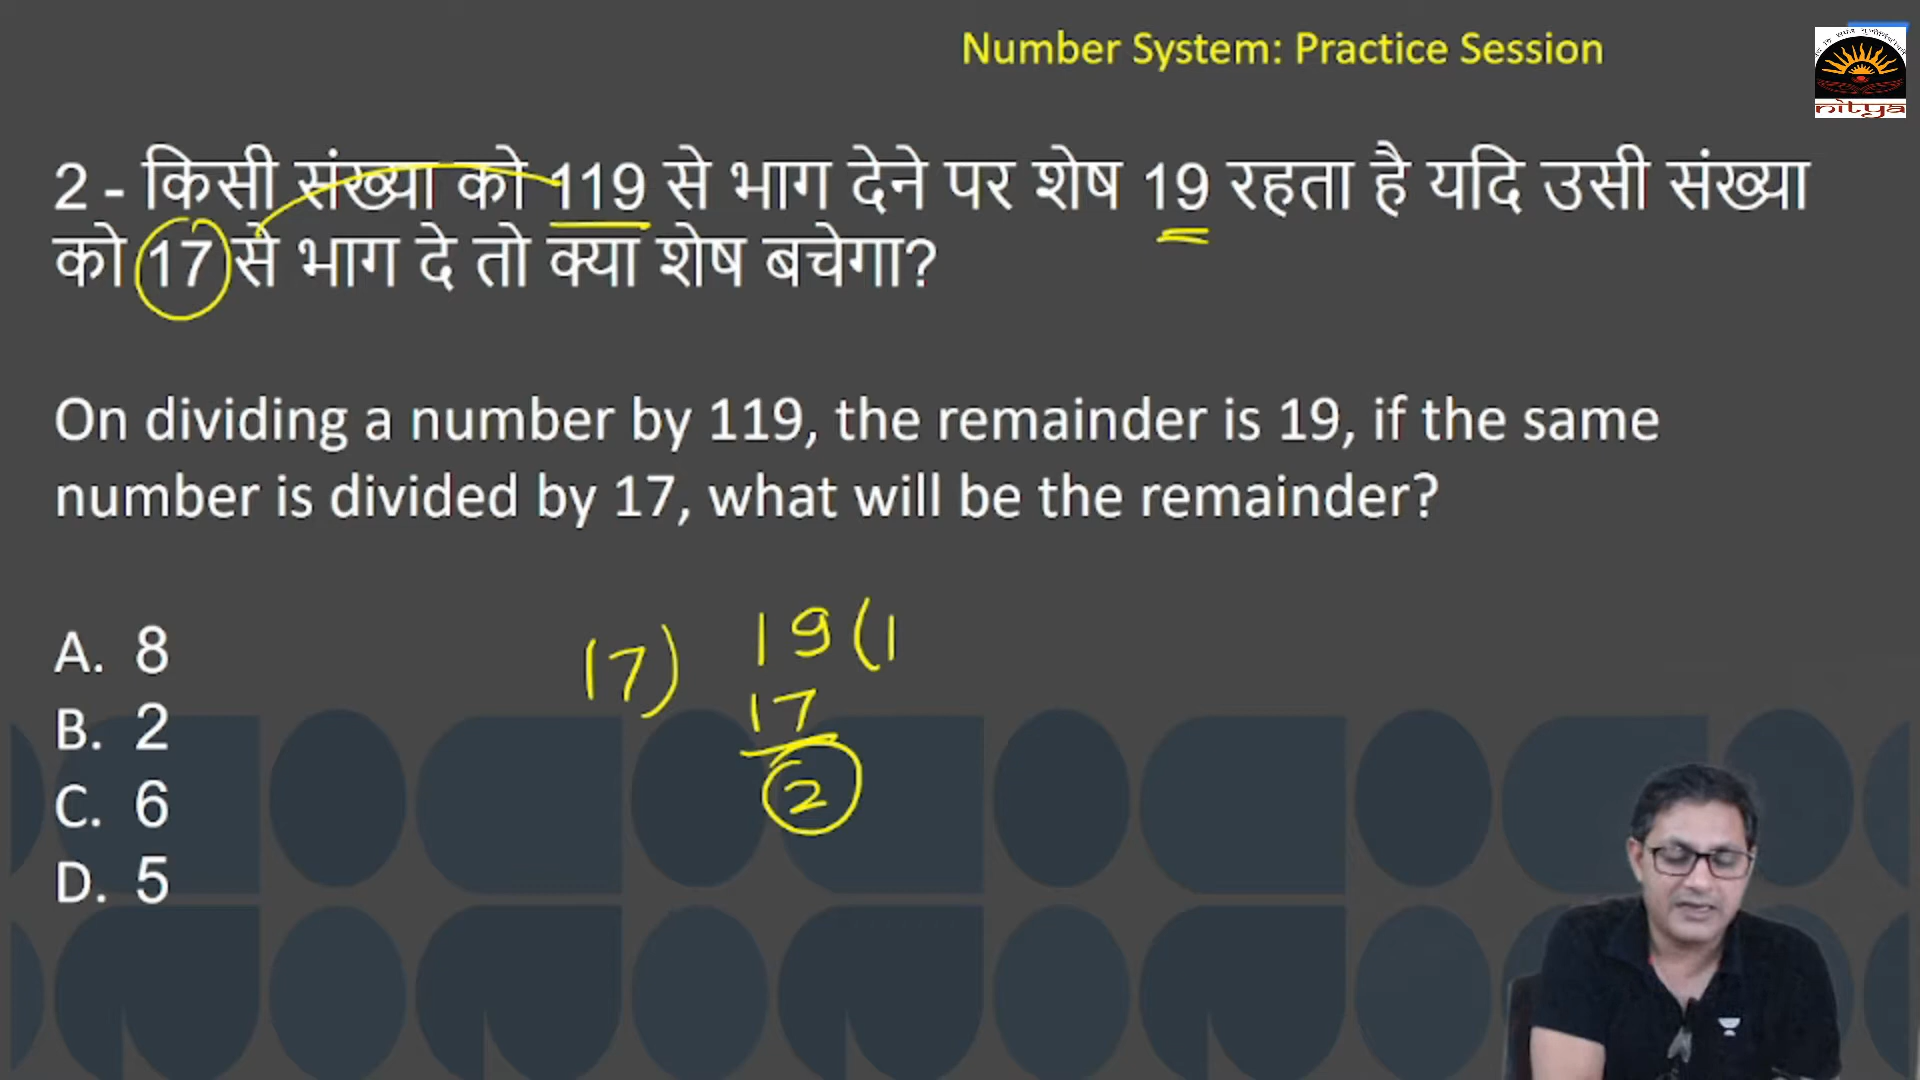 Number System: Practice Session
nitya
2 - किसी संख्या को 119 से भाग देने पर शेष 19 रहता है यदि उसी संख्या
को 17 से भाग दे तो क्या शेष बचेगा?
On dividing a number by 119, the remainder is 19, if the same
number is divided by 17, what will be the remainder?
A. 8
B. 2
C. 6
D. 5
17) 19 (1
17
2